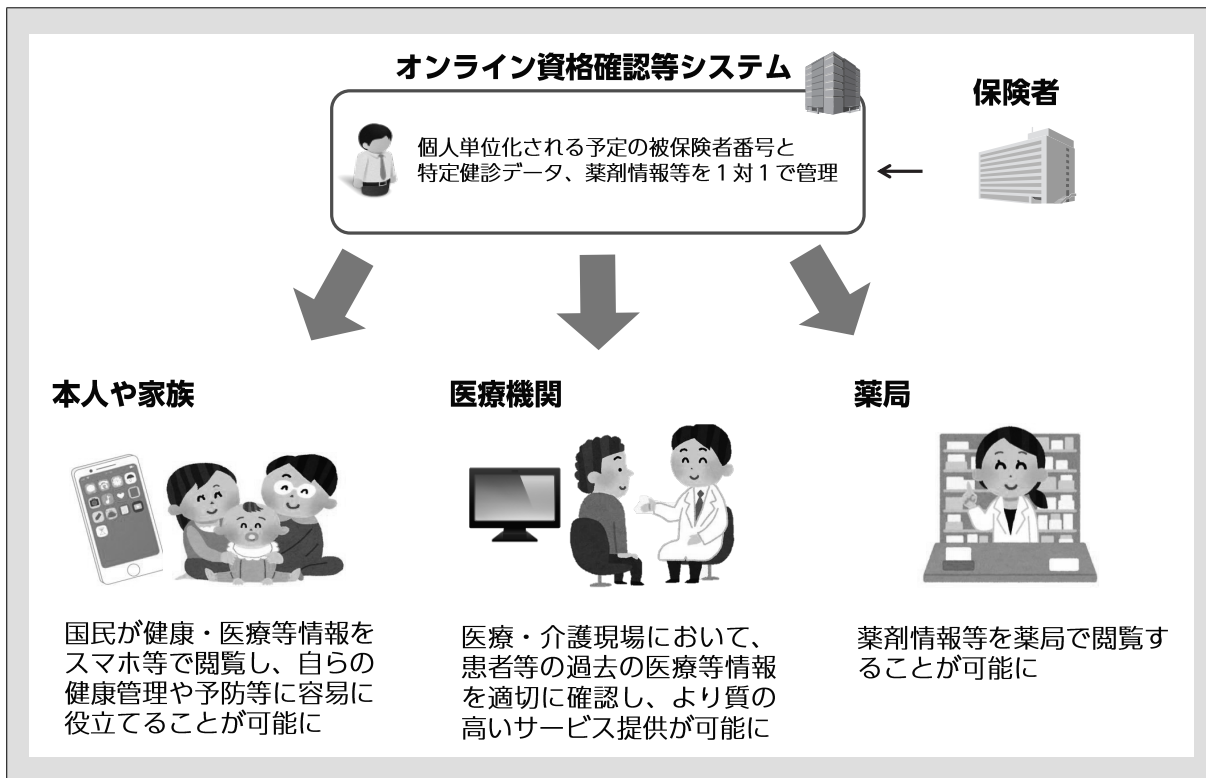 オンライン資格確認等システム
保険者
個人単位化される予定の被保険者番号と
特定健診データ、薬剤情報等を１対１で管理
本人や家族
国民が健康・医療等情報を
スマホ等で閲覧し、自らの
健康管理や予防等に容易に
役立てることが可能に
医療機関
医療・介護現場において、
患者等の過去の医療等情報
を適切に確認し、より質の
高いサービス提供が可能に
薬局
薬剤情報等を薬局で閲覧す
ることが可能に